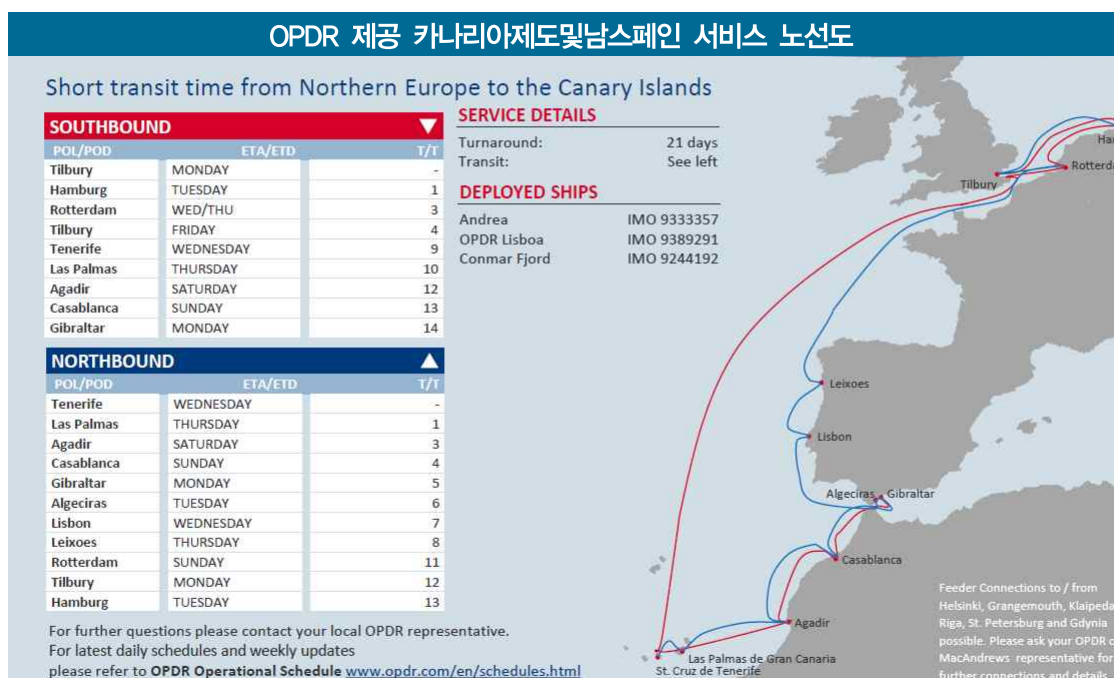 OPDR 제공 카나리아제도및남스페인 서비스 노선도
Short transit time from Northern Europe to the Canary Islands
SOUTHBOUND
POL/POD ETA/ETD T/T
Tilbury MONDAY -
Hamburg TUESDAY 1
Rotterdam WED/THU 3
Tilbury FRIDAY 4
Tenerife WEDNESDAY 9
Las Palmas THURSDAY 10
Agadir SATURDAY 12
Casablanca SUNDAY 13
Gibraltar MONDAY 14
NORTHBOUND
POL/POD ETA/ETD T/T
Tenerife WEDNESDAY -
Las Palmas THURSDAY 1
Agadir SATURDAY 3
Casablanca SUNDAY 4
Gibraltar MONDAY 5
Algeciras TUESDAY 6
Lisbon WEDNESDAY 7
Leixoes THURSDAY 8
Rotterdam SUNDAY 11
Tilbury MONDAY 12
Hamburg TUESDAY 13
For further questions please contact your local OPDR representative.
For latest daily schedules and weekly updates
please refer to OPDR Operational Schedule www.opdr.com/en/schedules.html
SERVICE DETAILS
Turnaround: 21 days
Transit: See left
DEPLOYED SHIPS
Andrea IMO 9333357
OPDR Lisboa IMO 9389291
Conmar Fjord IMO 9244192
Ha
Rotterda
Tilbury
Leixoes
Lisbon
Algeciras Gibraltar
Casablanca
Agadir
Las Palmas de Gran Canaria
St. Cruz de Tenerife
Feeder Connections to / from
Helsinki, Grangemouth, Klaipeda
Riga, St. Petersburg and Gdynia
possible. Please ask your OPDR o
MacAndrews representative for
further connections and details